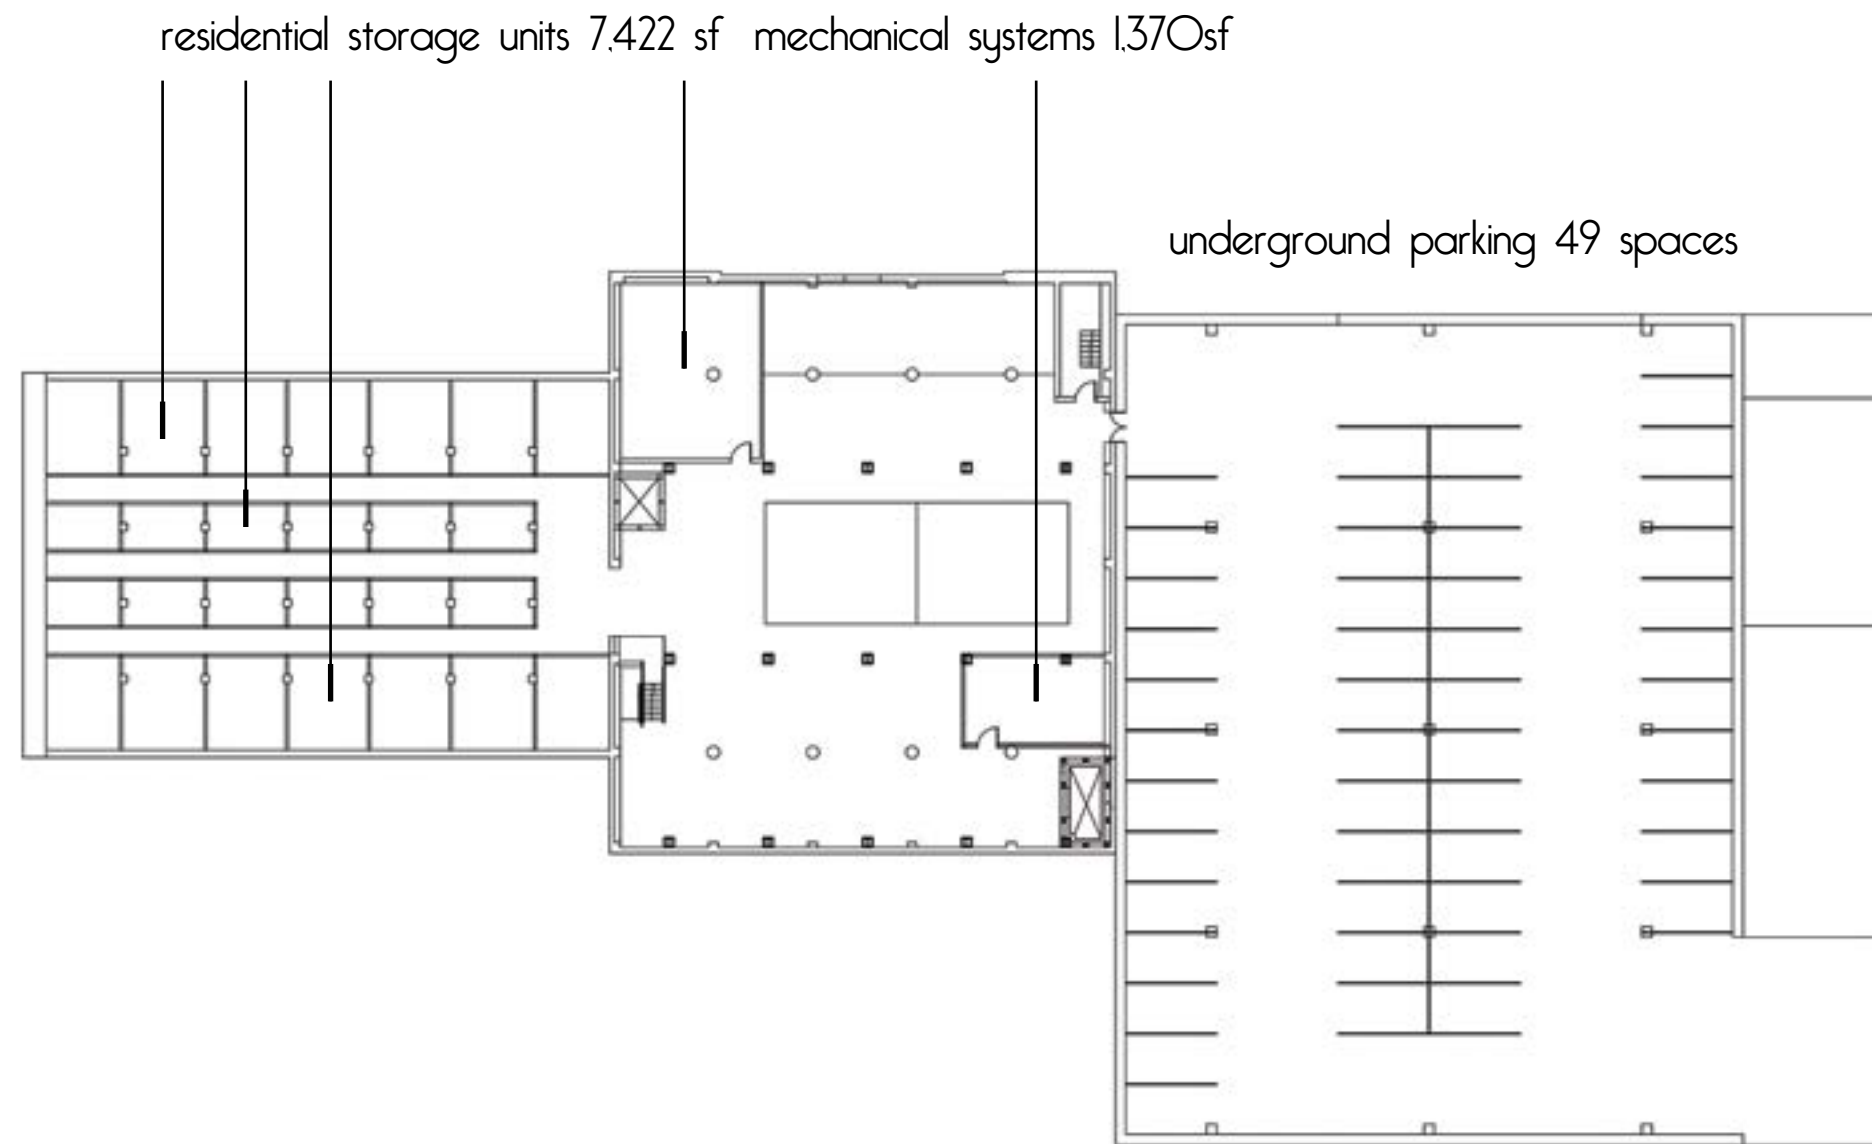 residential storage units 7,422 sf mechanical systems 1,370sf
underground parking 49 spaces